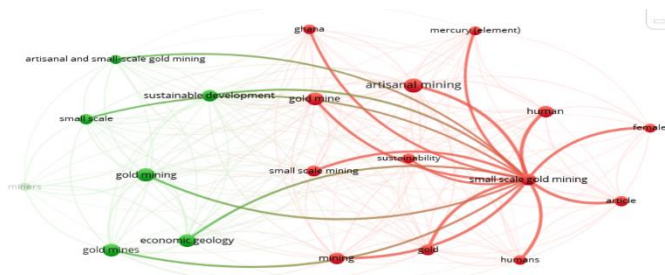 ghana
mercury (element)
artisanal and small-scale gold mining
artisanal mining
sustainable development
gold mine
human
small scale
female
sustainability
small scale mining
gold mining
small scale gold mining
miners
article
economic geology
gold mines
gold
mining
humans